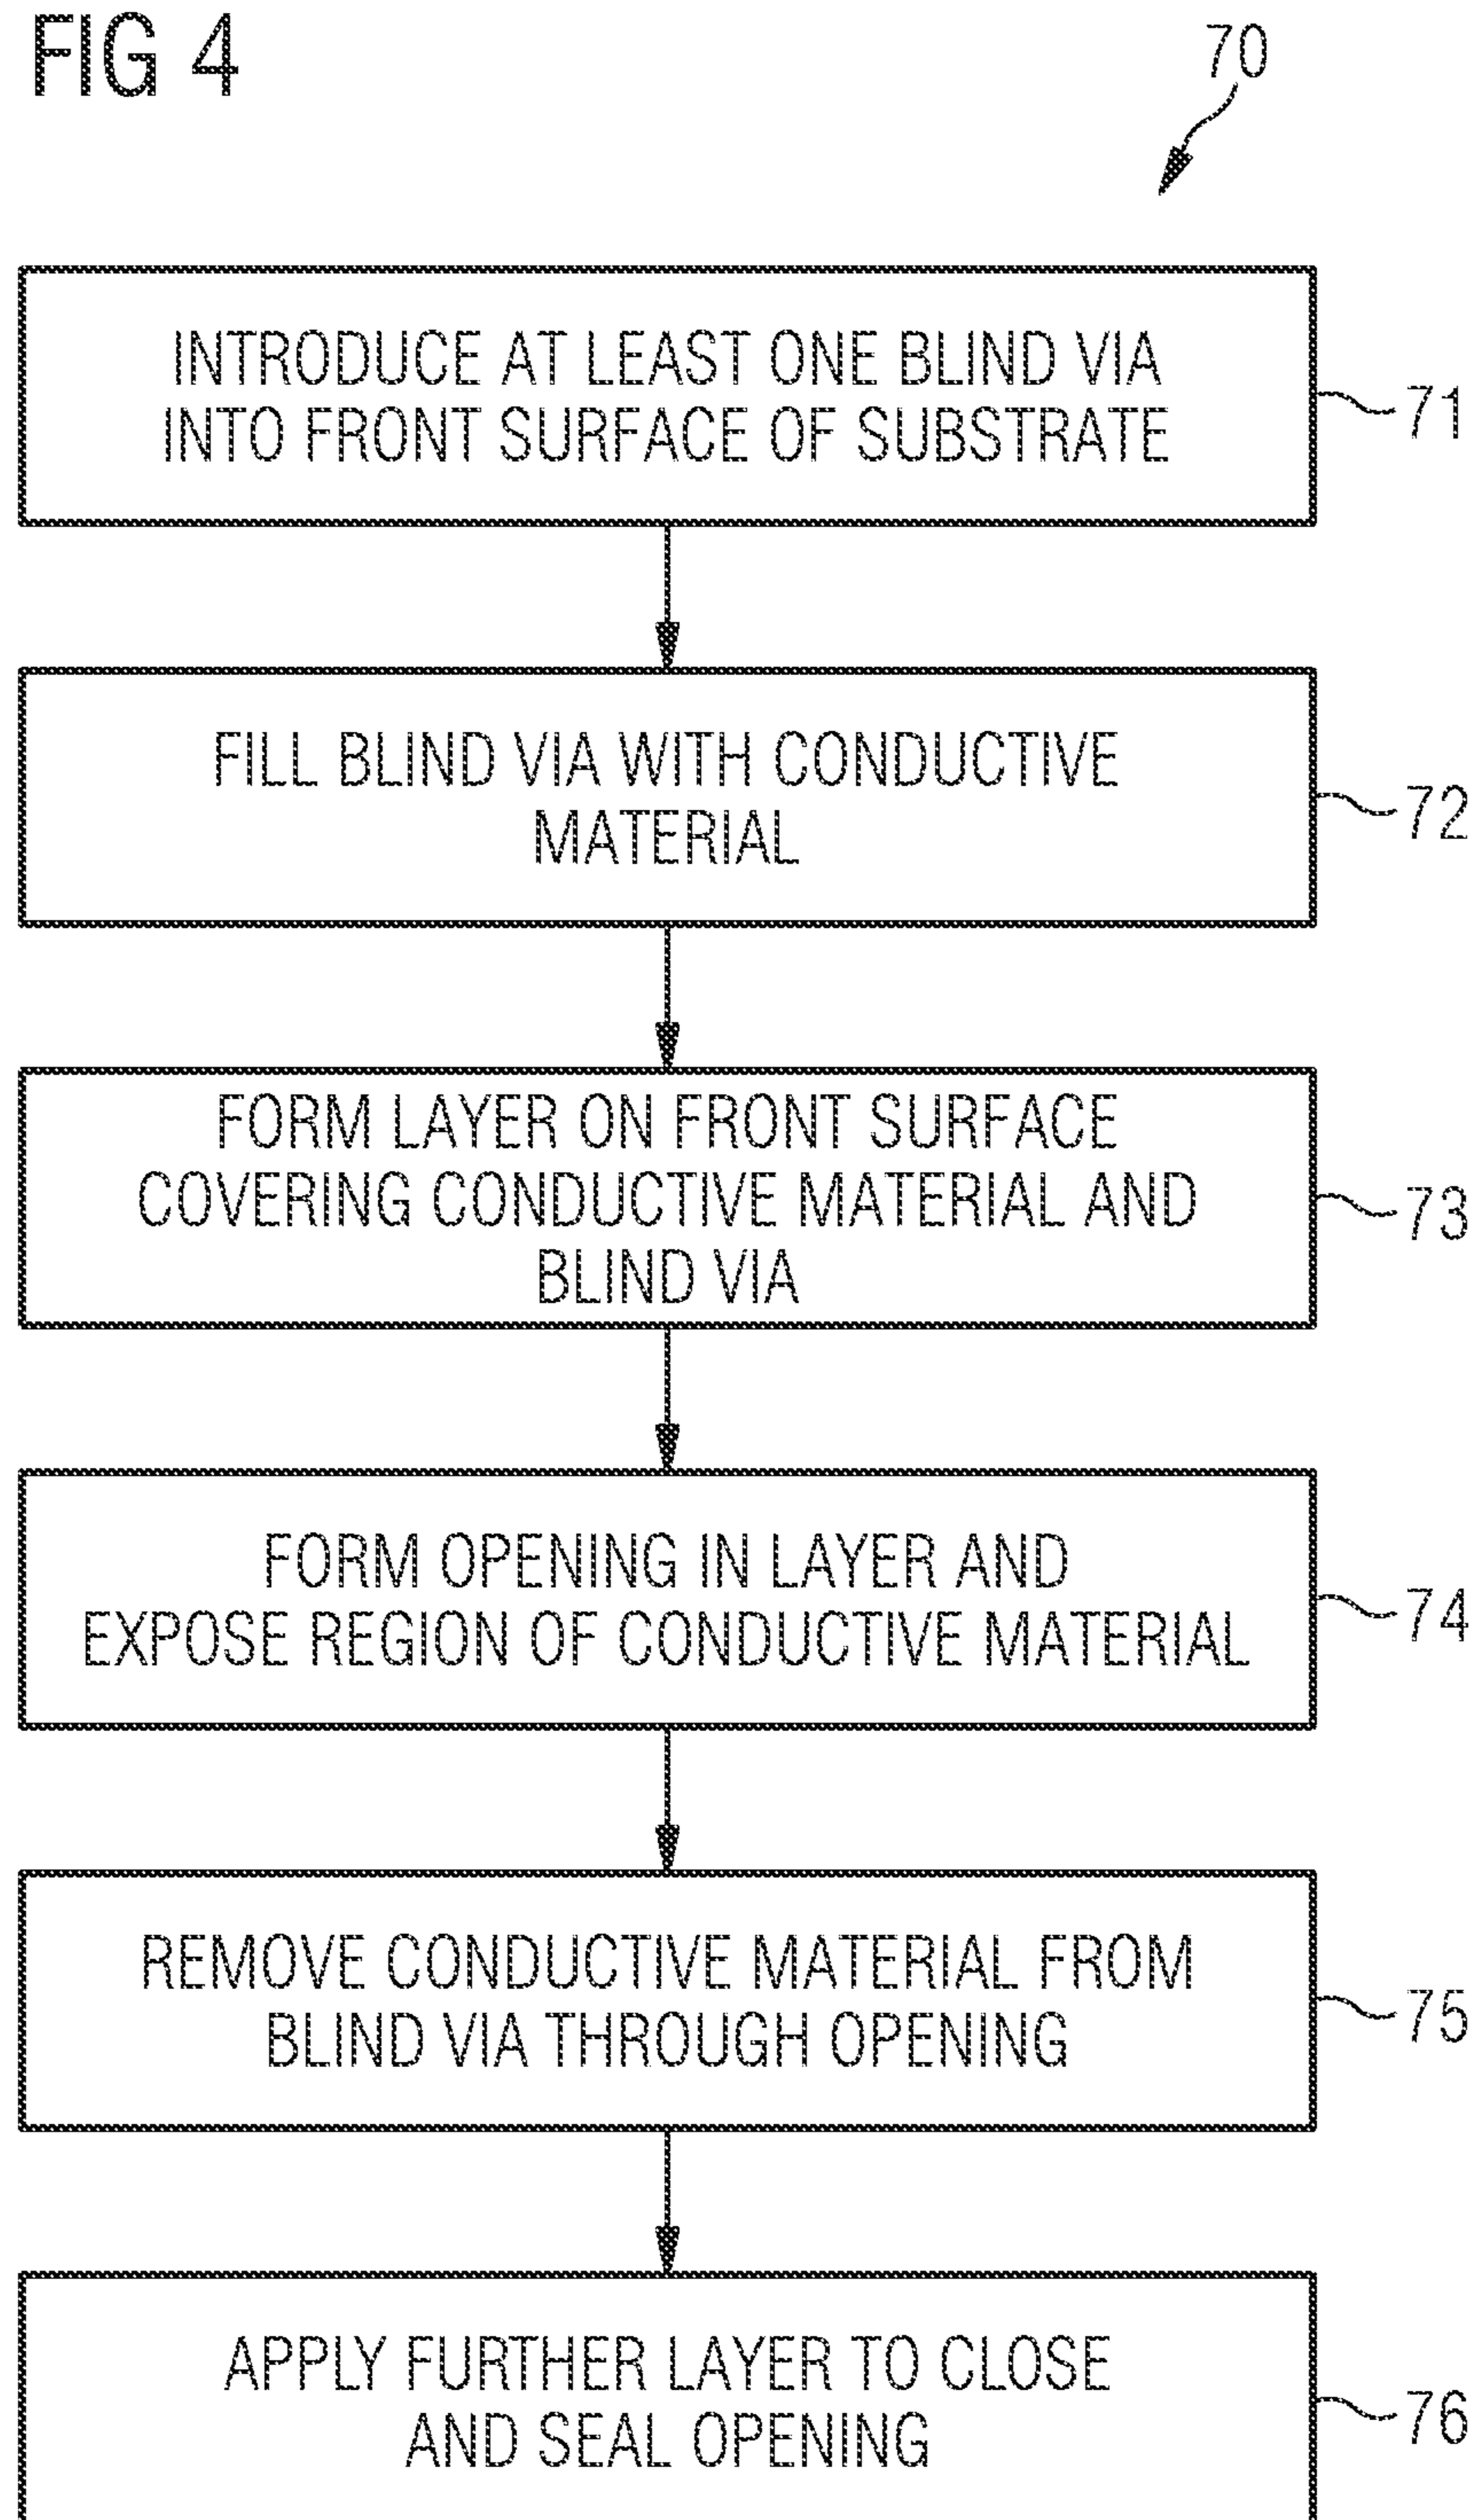 FIG 4
70
INTRODUCE AT LEAST ONE BLIND VIA
INTO FRONT SURFACE OF SUBSTRATE
71
FILL BLIND VIA WITH CONDUCTIVE
MATERIAL
72
FORM LAYER ON FRONT SURFACE
COVERING CONDUCTIVE MATERIAL AND
BLIND VIA
73
FORM OPENING IN LAYER AND
EXPOSE REGION OF CONDUCTIVE MATERIAL
74
REMOVE CONDUCTIVE MATERIAL FROM
BLIND VIA THROUGH OPENING
75
APPLY FURTHER LAYER TO CLOSE
AND SEAL OPENING
76